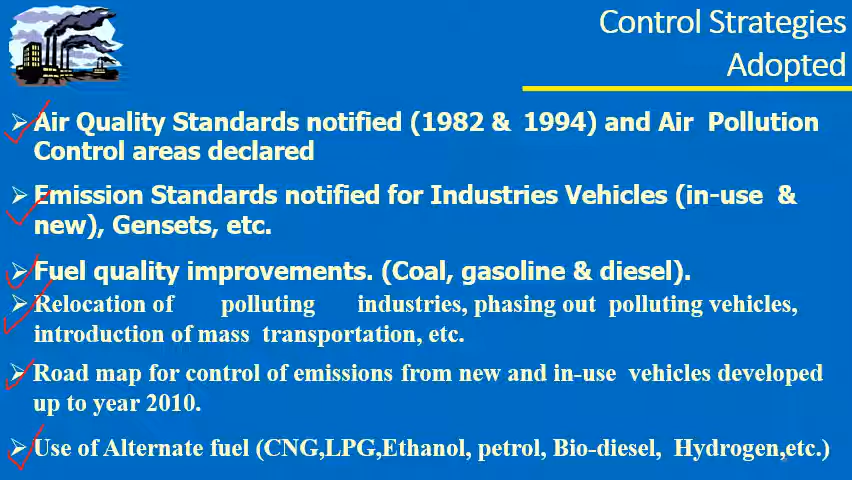 Control Strategies
Adopted
Air Quality Standards notified (1982 & 1994) and Air Pollution
Control areas declared
Emission Standards notified for Industries Vehicles (in-use &
new), Gensets, etc.
Fuel quality improvements. (Coal, gasoline & diesel).
Relocation of polluting industries, phasing out polluting vehicles,
introduction of mass transportation, etc.
Road map for control of emissions from new and in-use vehicles developed
up to year 2010.
Use of Alternate fuel (CNG,LPG,Ethanol, petrol, Bio-diesel, Hydrogen,etc.)